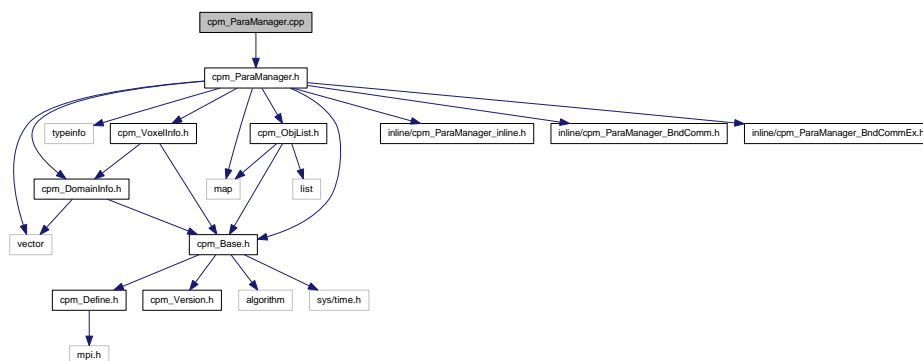 cpm_ParaManager.cpp
cpm_ParaManager.h
typeinfo
cpm_VoxelInfo.h
cpm_ObjList.h
inline/cpm_ParaManager_inline.h
inline/cpm_ParaManager_BndComm.h
inline/cpm_ParaManager_BndCommEx.h
cpm_DomainInfo.h
map
list
vector
cpm_Base.h
cpm_Define.h
cpm_Version.h
algorithm
sys/time.h
mpi.h